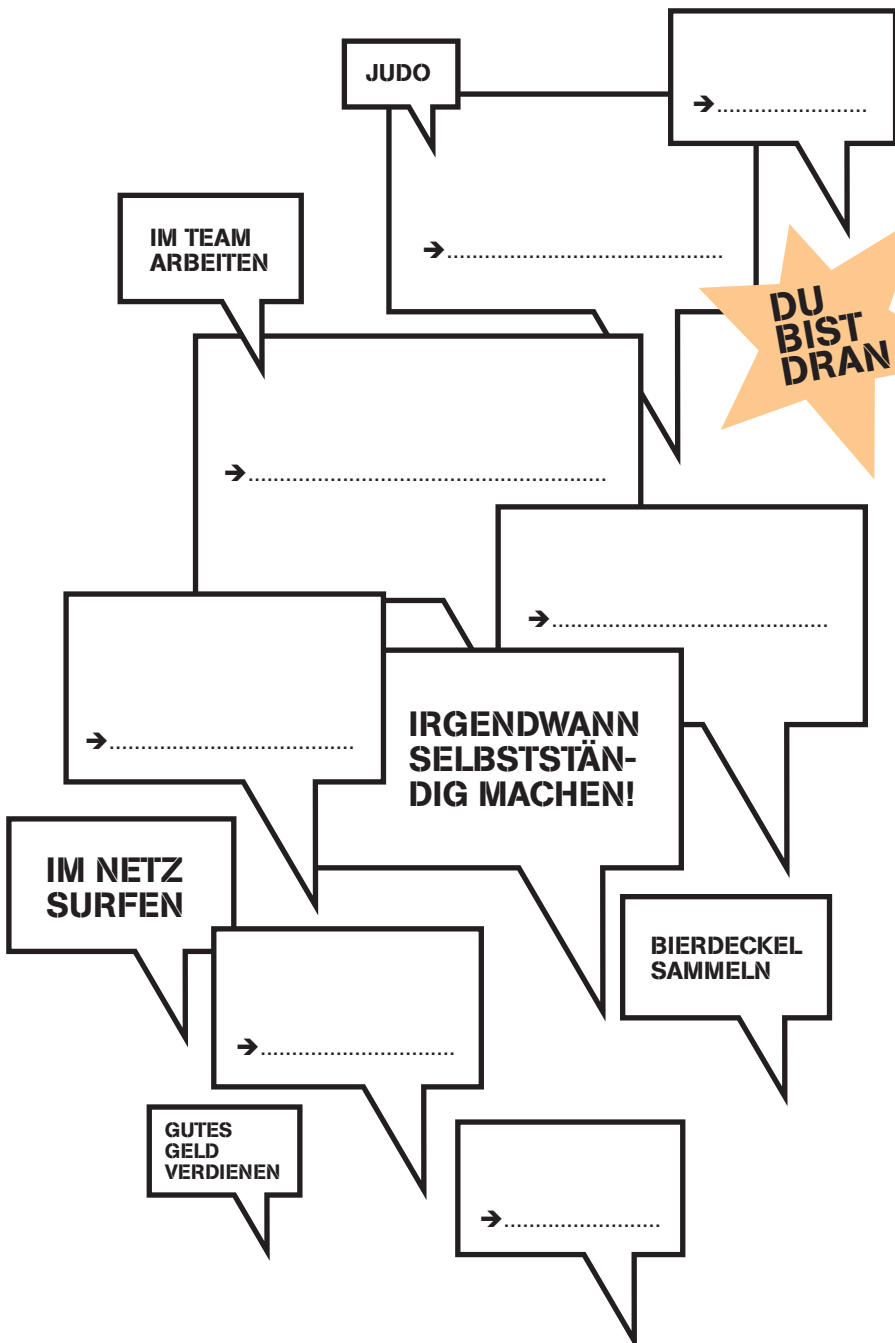 JUDO
➔ ........................
IM TEAM
ARBEITEN
➔ .............................................
DU
BIST
DRAN
➔ ...........................................................
➔ .............................................
➔ ........................................
IRGENDWANN
SELBSTSTÄN-
DIG MACHEN!
IM NETZ
SURFEN
BIERDECKEL
SAMMELN
➔ ................................
GUTES
GELD
VERDIENEN
➔ ..........................